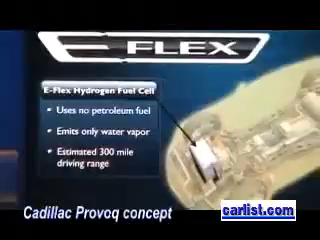 E FLEX
E-Flex Hydrogen Fuel Cell
• Uses no petroleum fuel
• Emits only water vapor
• Estimated 300 mile
driving range
Cadillac Provoq concept
carlist.com